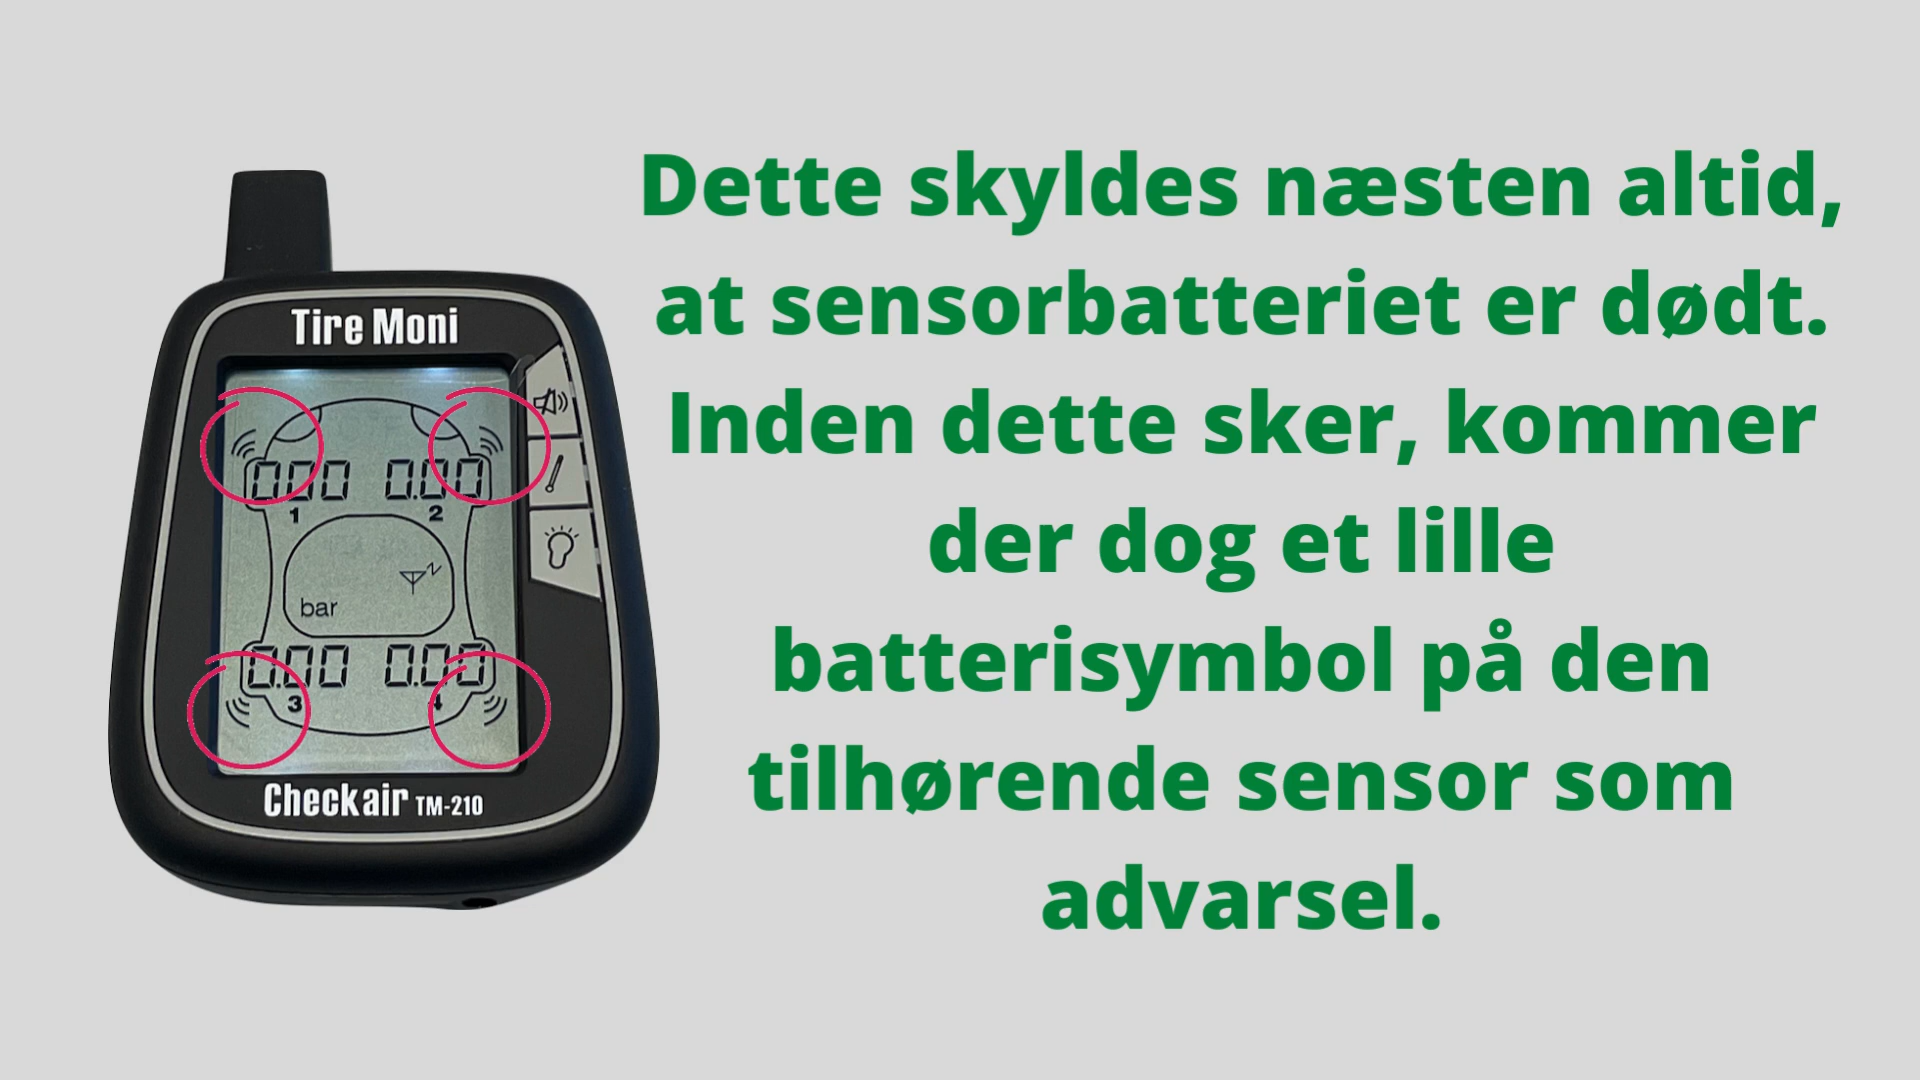 Dette skyldes næsten altid,
at sensorbatteriet er dødt.
Inden dette sker, kommer
der dog et lille
batterisymbol på den
tilhørende sensor som
advarsel.
Tire Moni
000 0.00
1 2
bar
0.00 0.00
3 4
Checkair TM-210